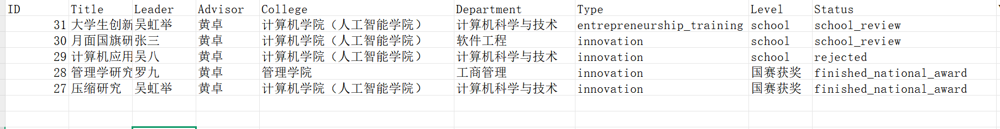 ID Title Leader Advisor College Department Type Level Status
31 大学生创新 吴虹举 黄卓 计算机学院（人工智能学院） 计算机科学与技术 entrepreneurship_training school school_review
30 月面国旗研 张三 黄卓 计算机学院（人工智能学院） 软件工程 innovation school school_review
29 计算机应用 吴八 黄卓 计算机学院（人工智能学院） 计算机科学与技术 innovation school rejected
28 管理学研究 罗九 黄卓 管理学院 工商管理 innovation 国赛获奖 finished_national_award
27 压缩研究 吴虹举 黄卓 计算机学院（人工智能学院） 计算机科学与技术 innovation 国赛获奖 finished_national_award